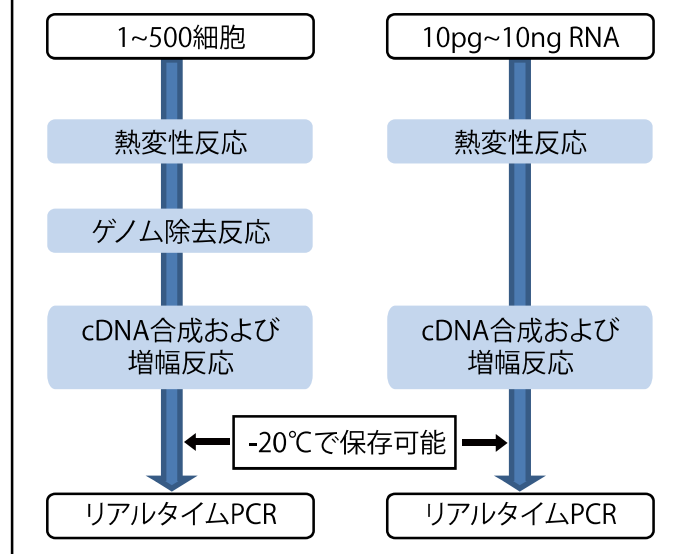 1~500細胞
10pg~10ng RNA
熱変性反応
熱変性反応
ゲノム除去反応
cDNA合成および
増幅反応
cDNA合成および
増幅反応
-20℃で保存可能
リアルタイムPCR
リアルタイムPCR